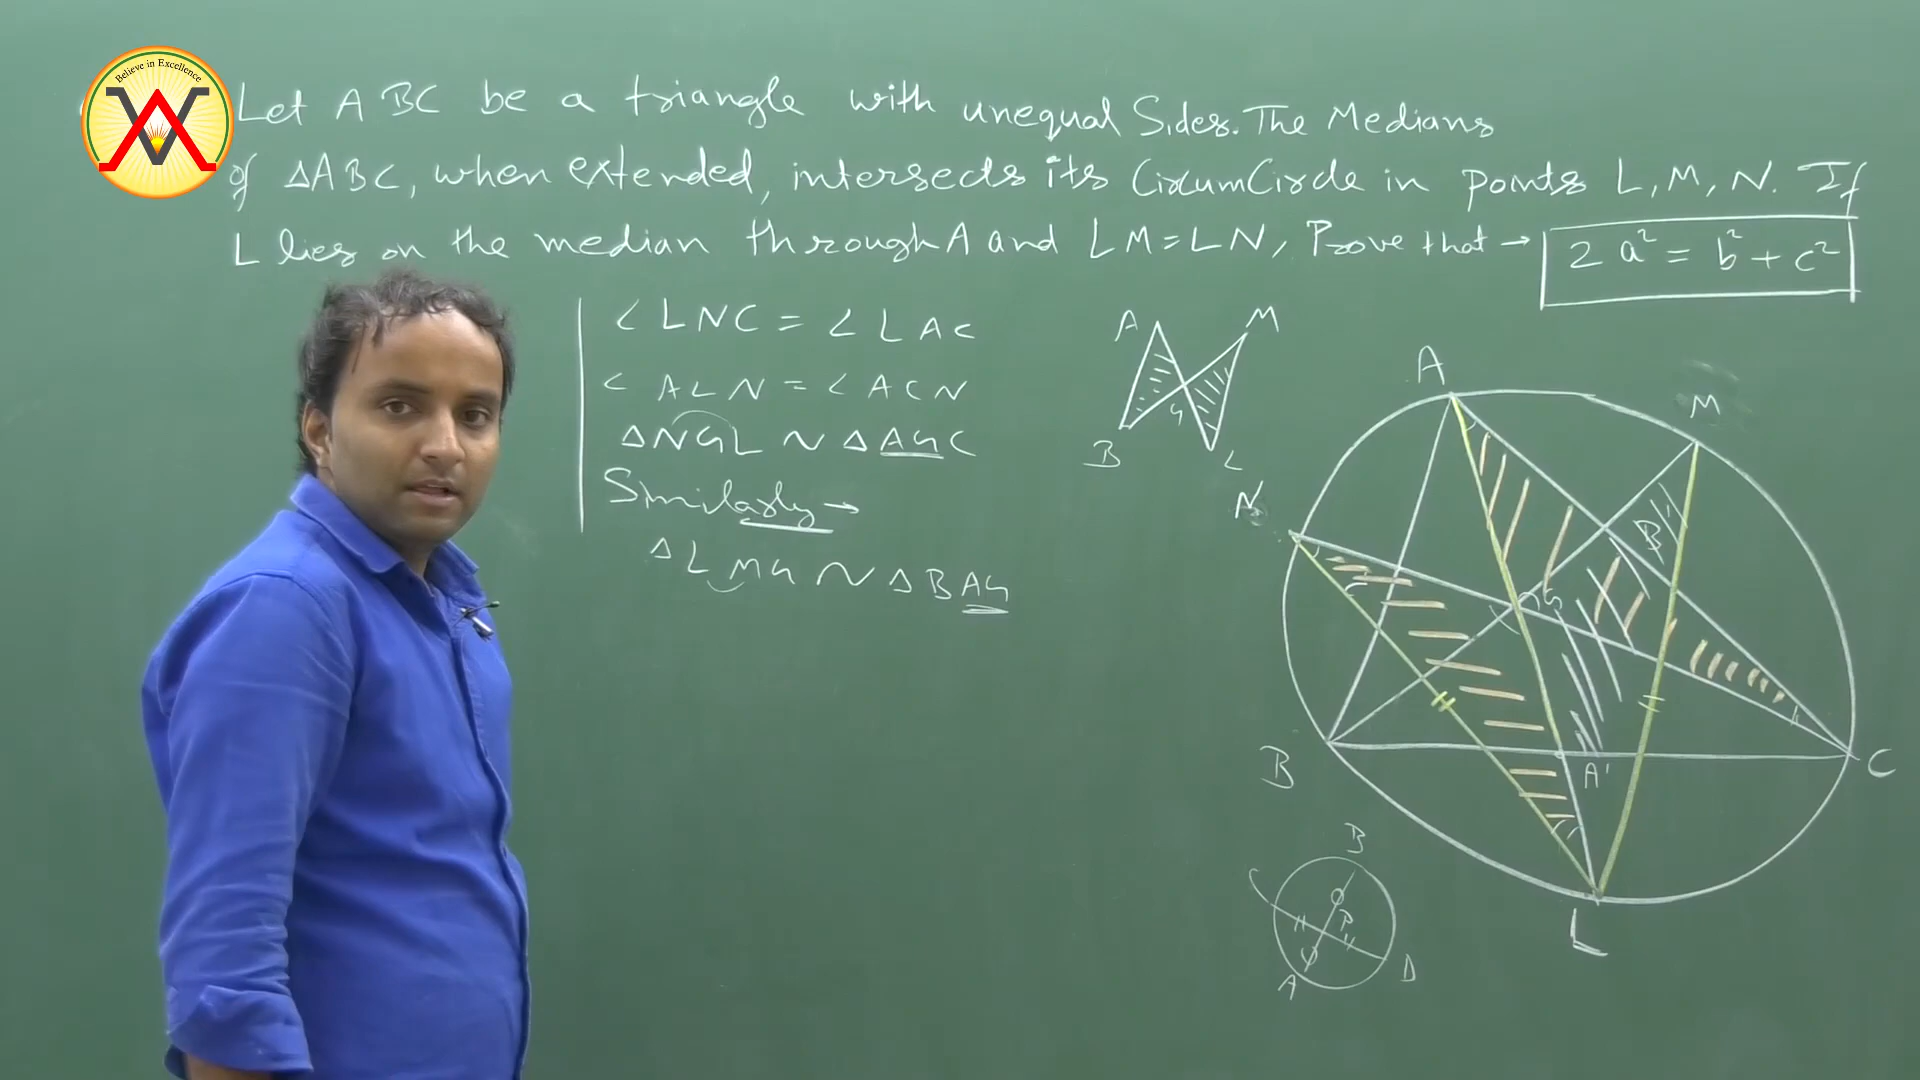 Believe in Excellence
Let ABC be a triangle with unequal Sides. The Medians
of ΔABC, when extended, intersects its CircumCircle in points L, M, N. If
L lies on the median through A and LM = LN, Prove that → 2a² = b² + c²
∠LNC = ∠LAC
∠ALN = ∠ACN
ΔNGL ~ ΔAGC
Similarly →
ΔLMG ~ ΔBAG
A M
B G L
A
M
N
B'
G
B
A'
C
L
B
C
P
A
D